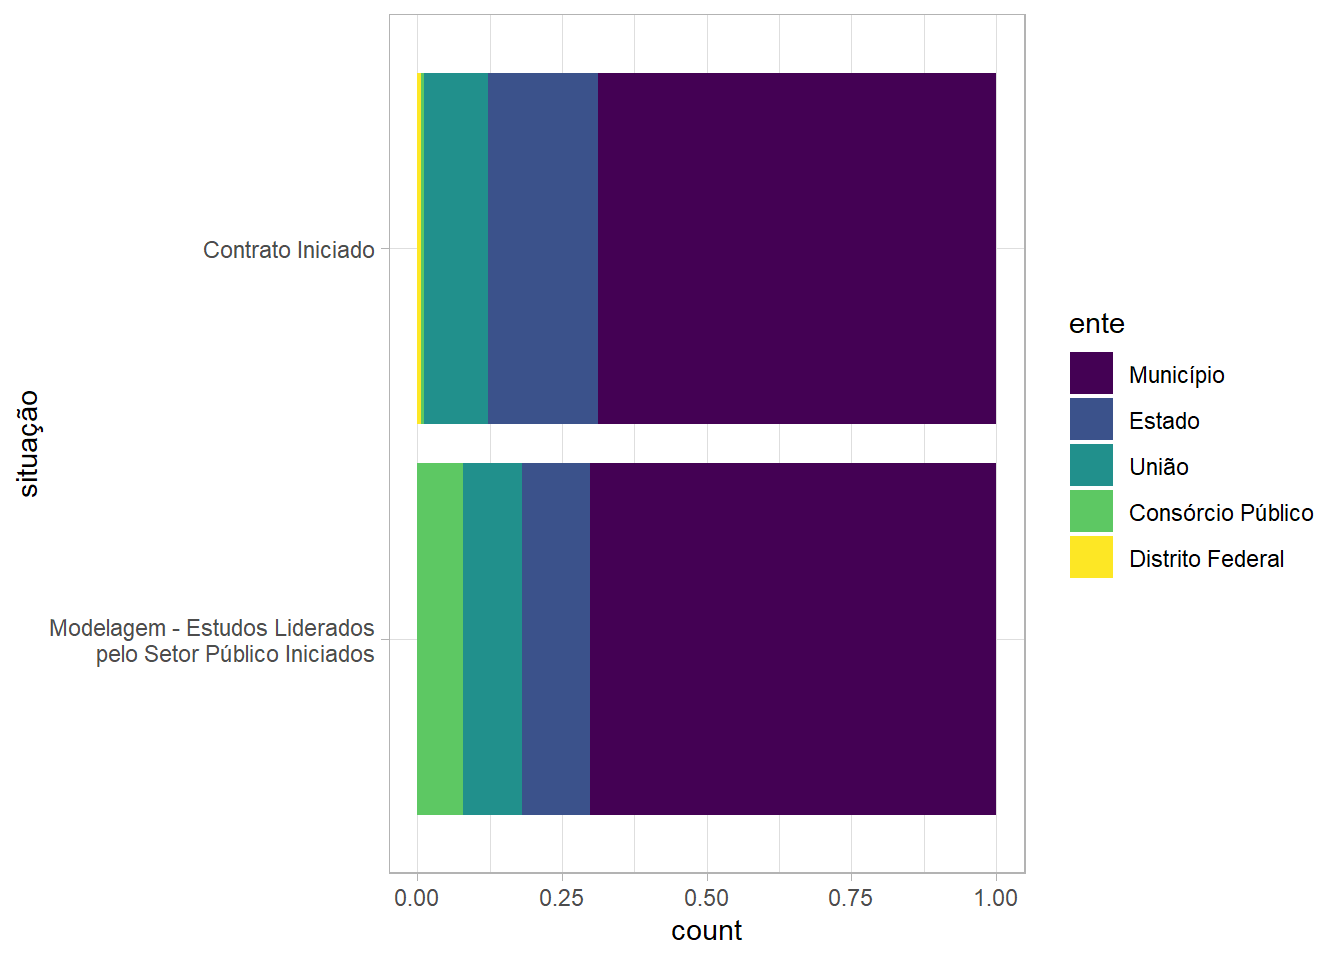 situação
Contrato Iniciado
Modelagem - Estudos Liderados
pelo Setor Público Iniciados
0.00 0.25 0.50 0.75 1.00
count
ente
Município
Estado
União
Consórcio Público
Distrito Federal